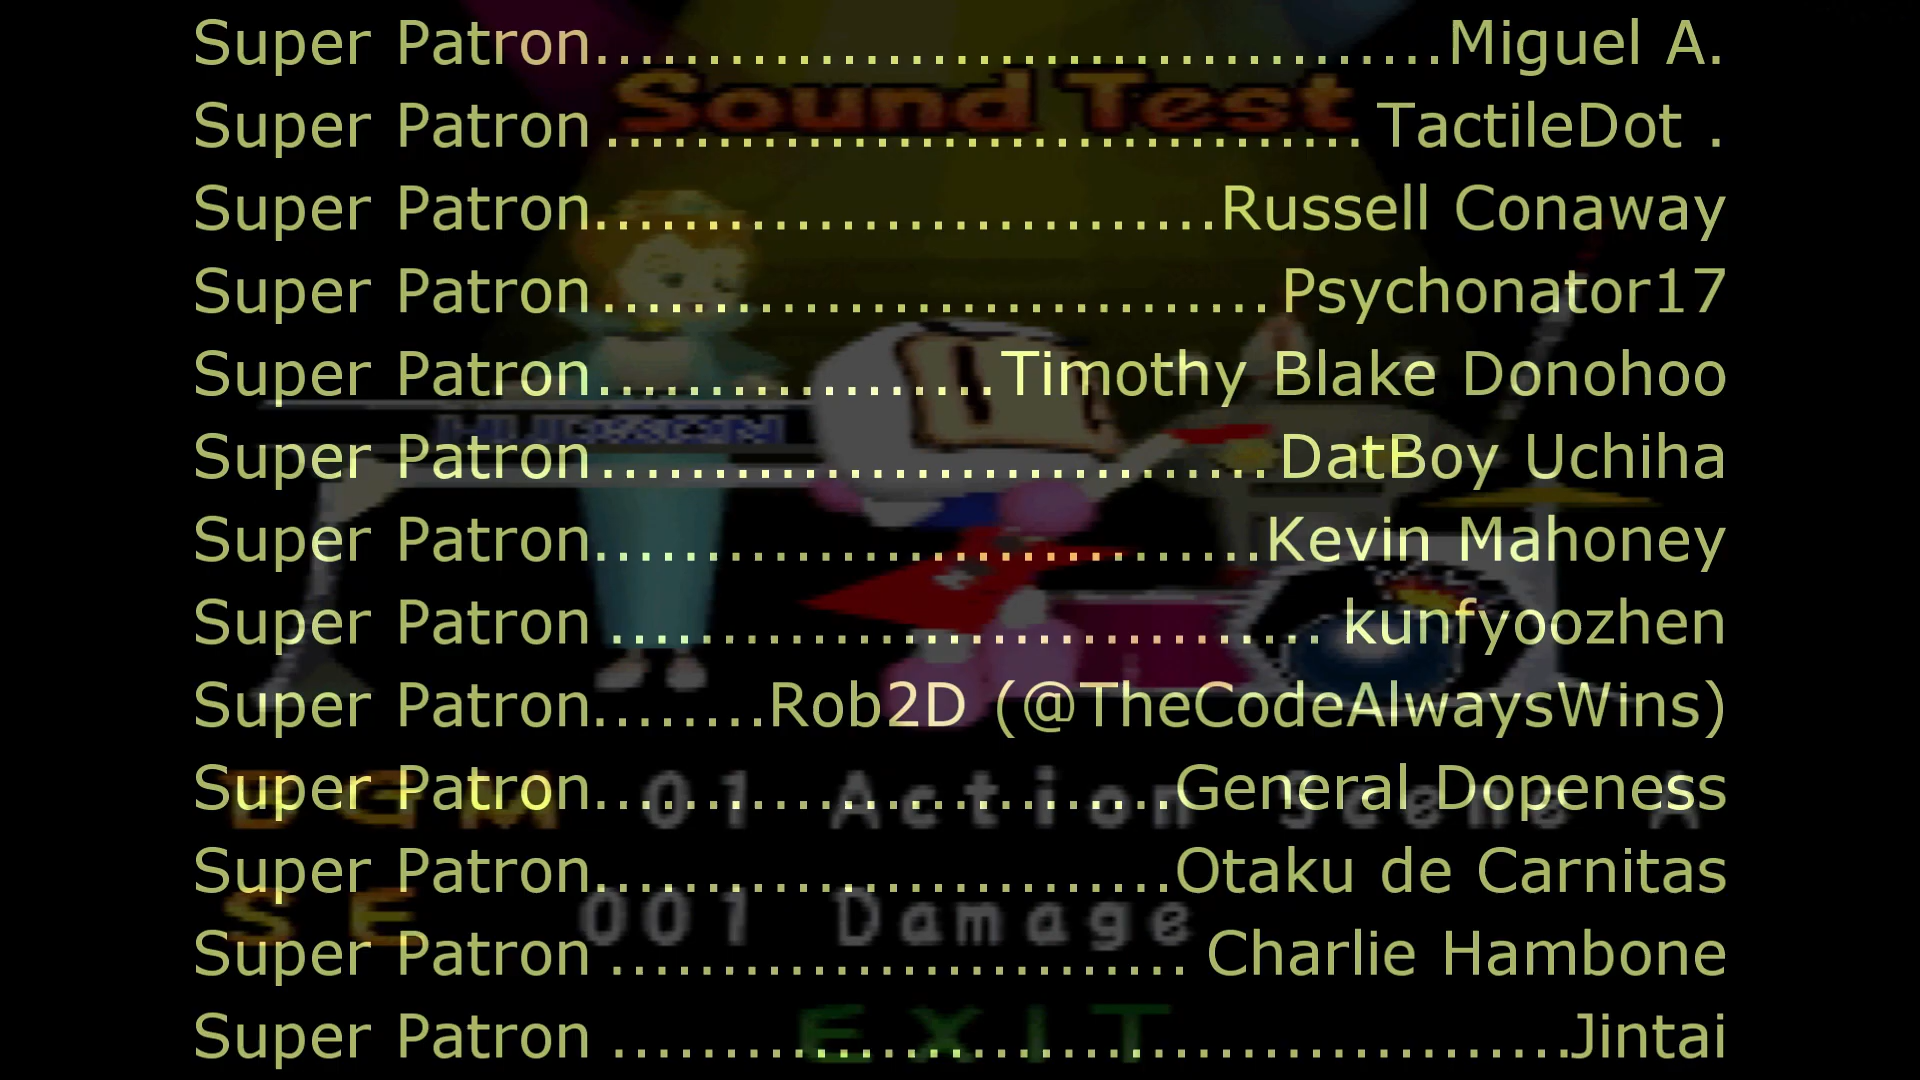 Super Patron......................................Miguel A.
Sound Test
Super Patron .................................. TactileDot .
Super Patron............................Russell Conaway
Super Patron.............................. Psychonator17
Super Patron..................Timothy Blake Donohoo
HUDSON
Super Patron..............................DatBoy Uchiha
Super Patron..............................Kevin Mahoney
Super Patron ................................ kunfyoozhen
Super Patron........Rob2D (@TheCodeAlwaysWins)
Super Patron..........................General Dopeness
BGM 01 Action Scene A
Super Patron..........................Otaku de Carnitas
SE 001 Damage
Super Patron .......................... Charlie Hambone
Super Patron ...........................................Jintai
EXIT